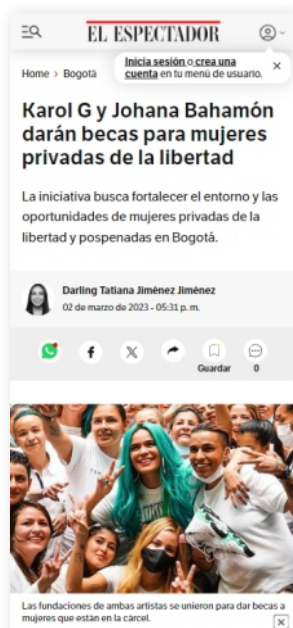 EL ESPECTADOR
Inicia sesión o crea una
cuenta en tu menú de usuario.
Home > Bogotá
Karol G y Johana Bahamón
darán becas para mujeres
privadas de la libertad
La iniciativa busca fortalecer el entorno y las
oportunidades de mujeres privadas de la
libertad y pospenadas en Bogotá.
Darling Tatiana Jiménez Jiménez
02 de marzo de 2023 - 05:31 p. m.
Guardar
0
Las fundaciones de ambas artistas se unieron para dar becas a
mujeres que están en la cárcel.